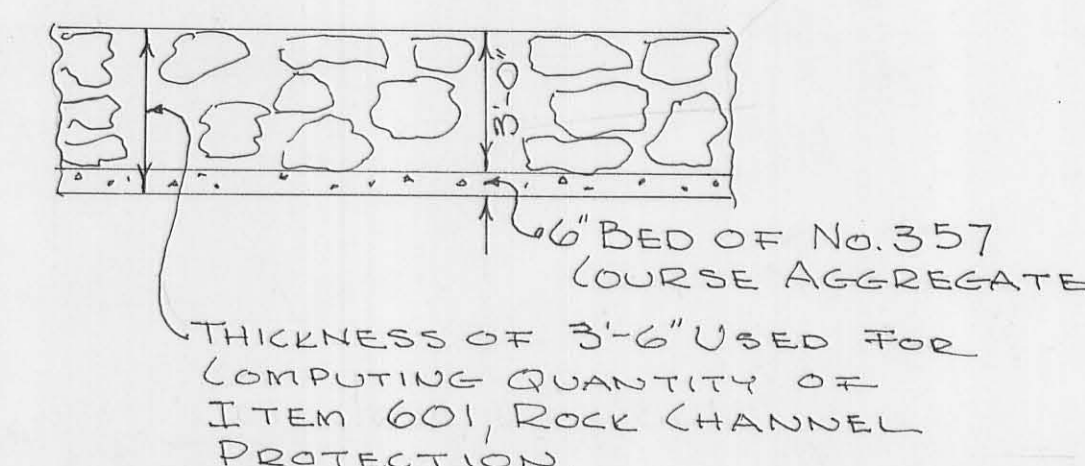 3'-0"
6" BED OF No. 357
COURSE AGGREGATE
THICKNESS OF 3'-6" USED FOR
COMPUTING QUANTITY OF
ITEM 601, ROCK CHANNEL
PROTECTION